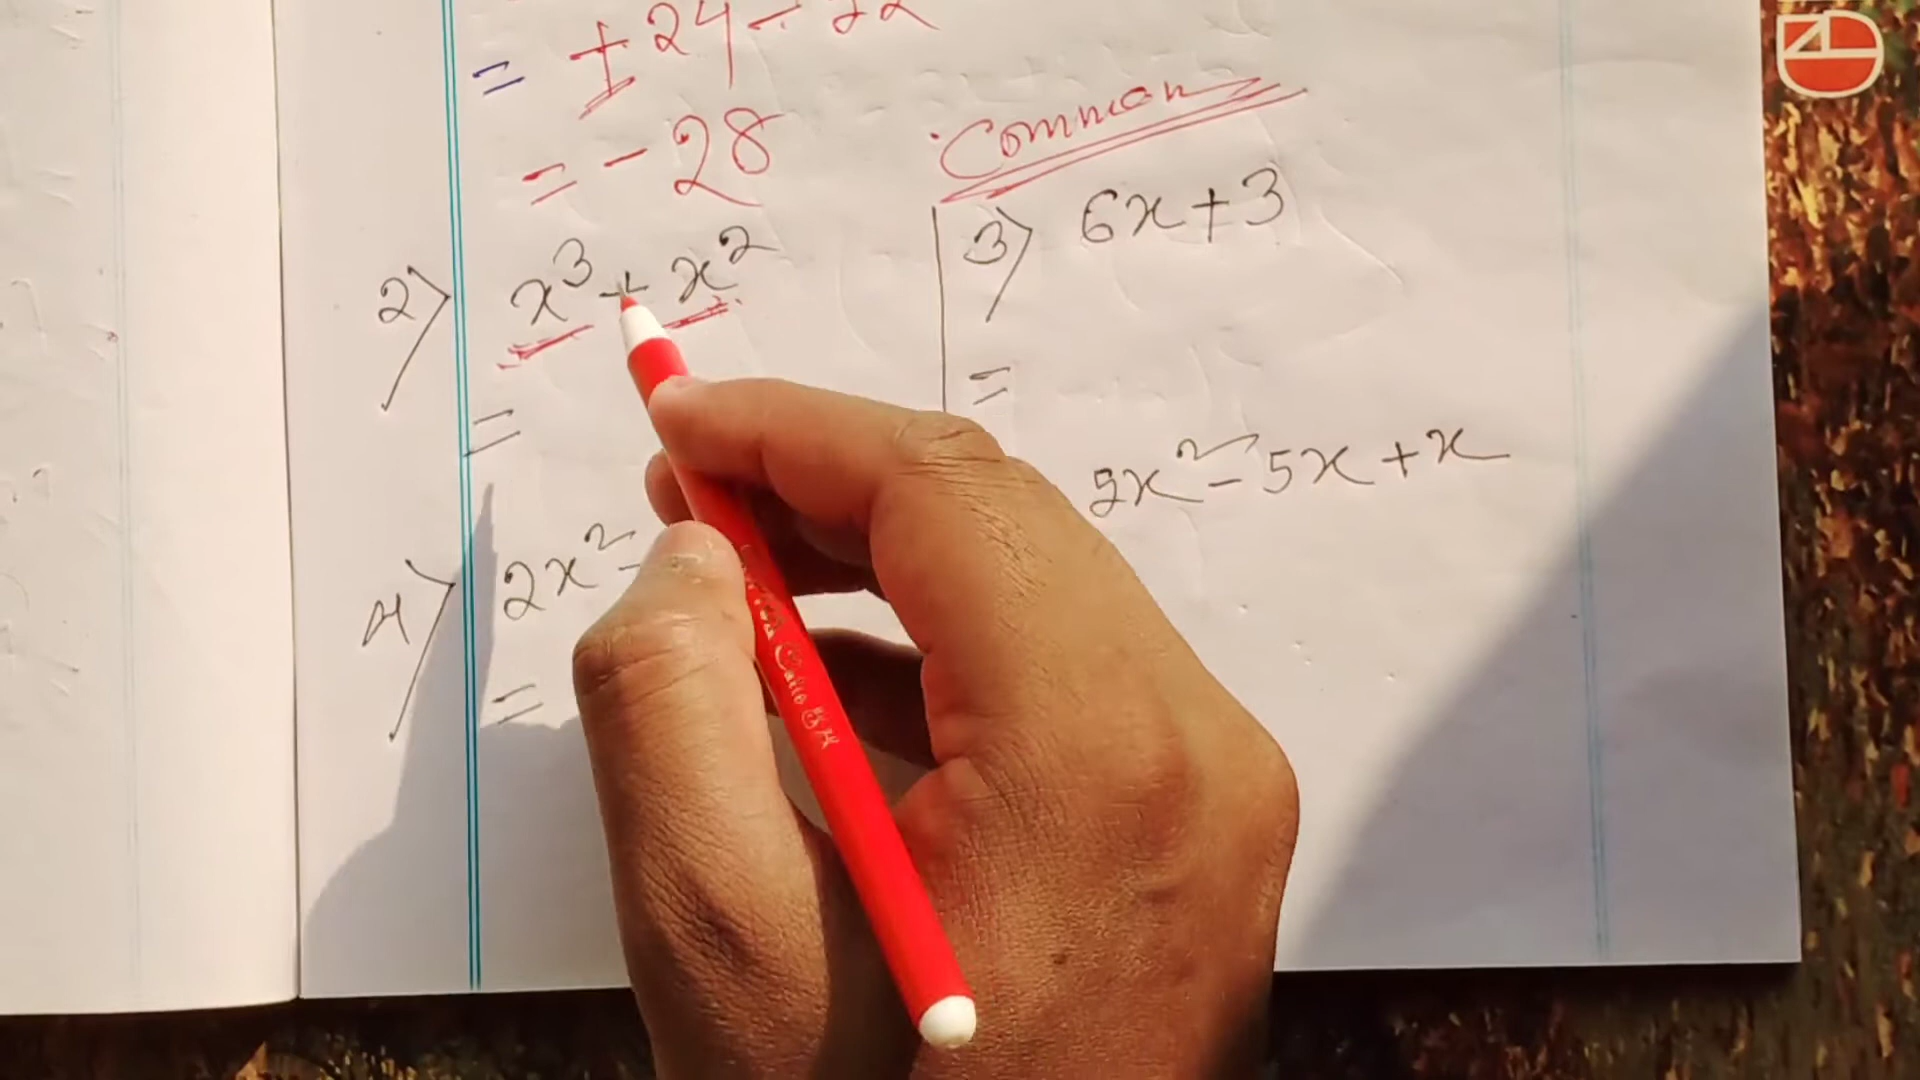 = ± 24 - 52
= - 28
Common
2) x³ + x²
3) 6x + 3
=
=
5x² - 5x + x
4) 2x² -
=